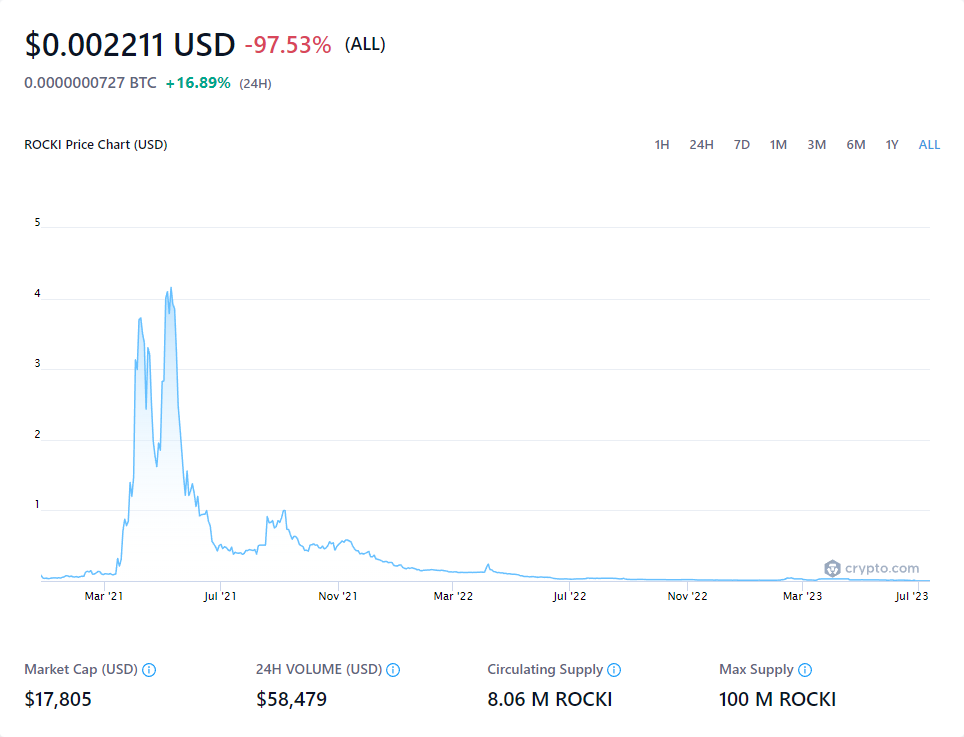 $0.002211 USD -97.53% (ALL)
0.0000000727 BTC +16.89% (24H)
ROCKI Price Chart (USD) 1H 24H 7D 1M 3M 6M 1Y ALL
5
4
3
2
1
crypto.com
Mar '21 Jul '21 Nov '21 Mar '22 Jul '22 Nov '22 Mar '23 Jul '23
Market Cap (USD) 24H VOLUME (USD) Circulating Supply Max Supply
$17,805 $58,479 8.06 M ROCKI 100 M ROCKI